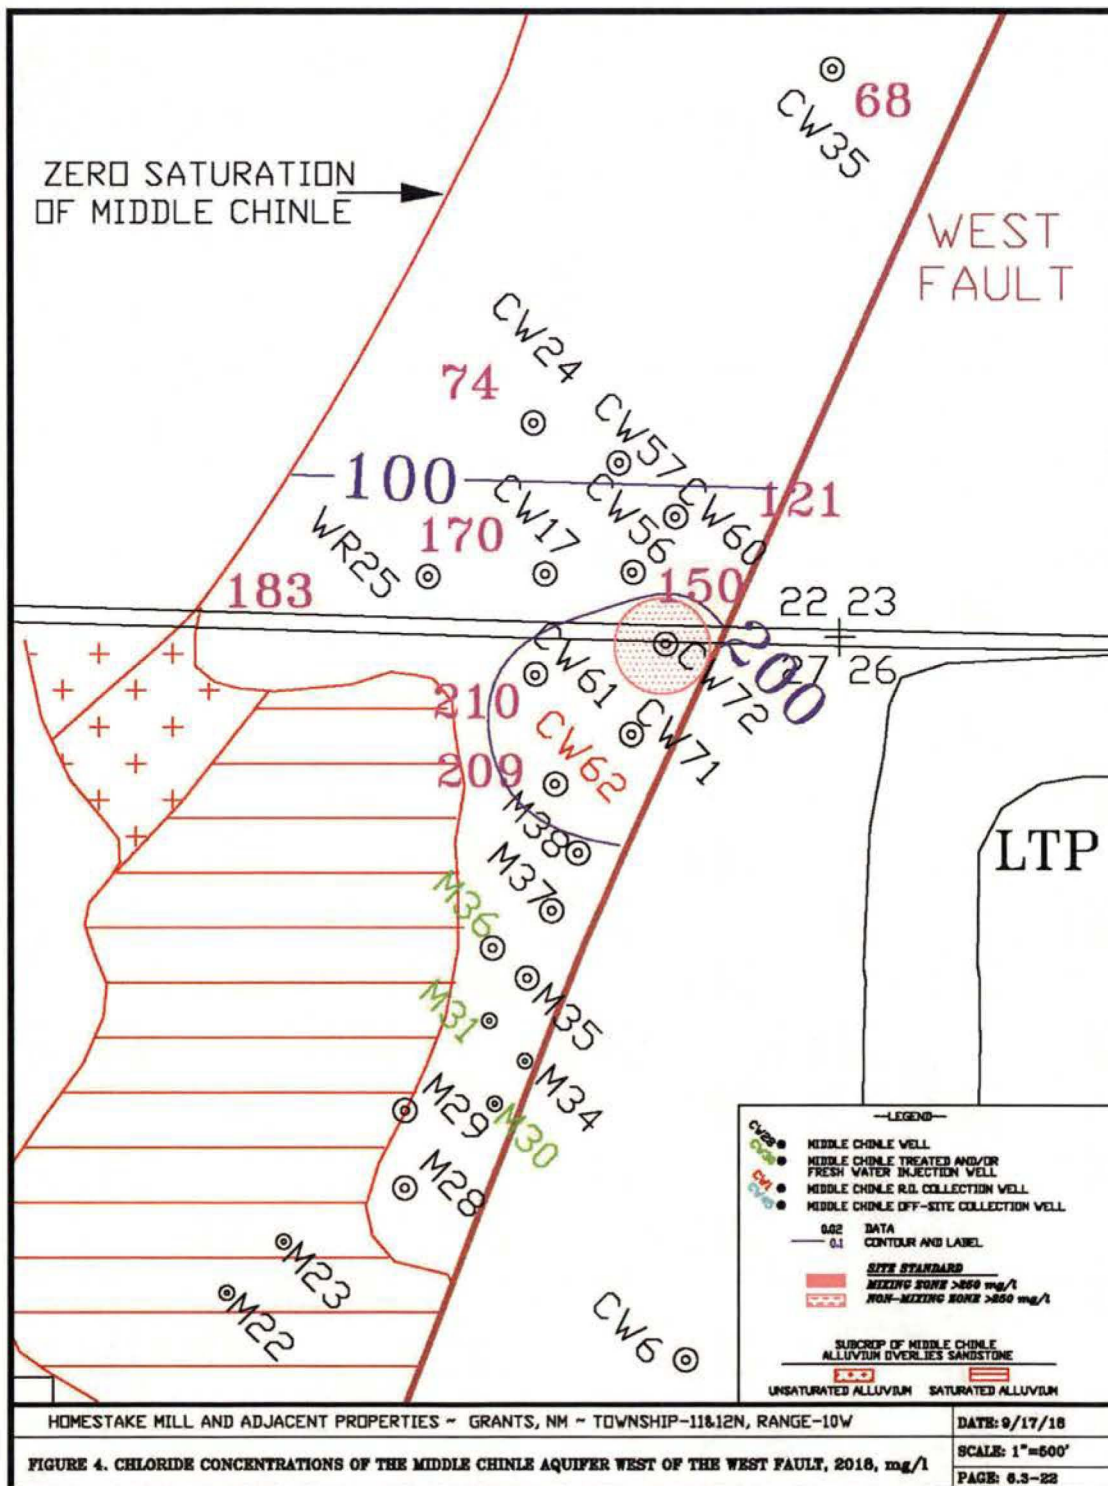 CW35
68
ZERO SATURATION
OF MIDDLE CHINLE
WEST
FAULT
CW24
74
CW57
100
CW17
CW56
CW60
121
WR25
170
183
150
22 23
27 26
200
CW61
CW72
210
CW62
CW71
209
M38
LTP
M37
M36
M35
M31
M34
M29
M30
M28
M23
M22
CW6
—LEGEND—
CW28 MIDDLE CHINLE WELL
MIDDLE CHINLE TREATED AND/OR
FRESH WATER INJECTION WELL
CW1 MIDDLE CHINLE R.O. COLLECTION WELL
MIDDLE CHINLE OFF-SITE COLLECTION WELL
0.02 DATA
0.1 CONTOUR AND LABEL
SITE STANDARD
MIXING ZONE >250 mg/l
NON-MIXING ZONE >250 mg/l
SUBCROP OF MIDDLE CHINLE
ALLUVIUM OVERLIES SANDSTONE
UNSATURATED ALLUVIUM SATURATED ALLUVIUM
HOMESTAKE MILL AND ADJACENT PROPERTIES ~ GRANTS, NM ~ TOWNSHIP-11&12N, RANGE-10W
DATE: 9/17/18
FIGURE 4. CHLORIDE CONCENTRATIONS OF THE MIDDLE CHINLE AQUIFER WEST OF THE WEST FAULT, 2018, mg/l
SCALE: 1"=500'
PAGE: 6.3-22